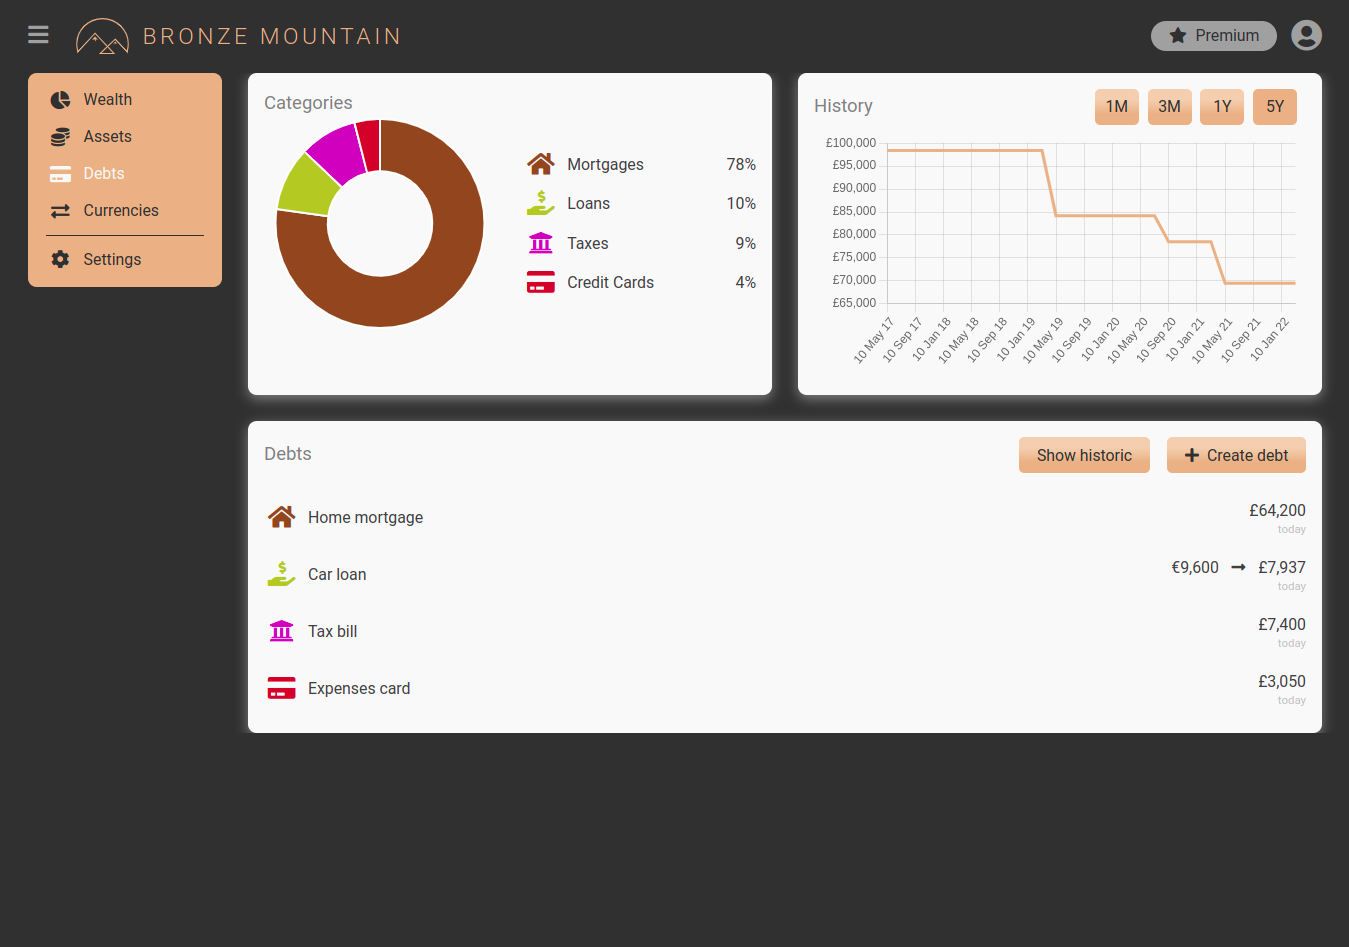 BRONZE MOUNTAIN
Premium
Wealth
Assets
Debts
Currencies
Settings
Categories
Mortgages 78%
Loans 10%
Taxes 9%
Credit Cards 4%
History
1M 3M 1Y 5Y
£100,000
£95,000
£90,000
£85,000
£80,000
£75,000
£70,000
£65,000
10 May 17
10 Sep 17
10 Jan 18
10 May 18
10 Sep 18
10 Jan 19
10 May 19
10 Sep 19
10 Jan 20
10 May 20
10 Sep 20
10 Jan 21
10 May 21
10 Sep 21
10 Jan 22
Debts
Show historic
Create debt
Home mortgage £64,200
today
Car loan €9,600 → £7,937
today
Tax bill £7,400
today
Expenses card £3,050
today